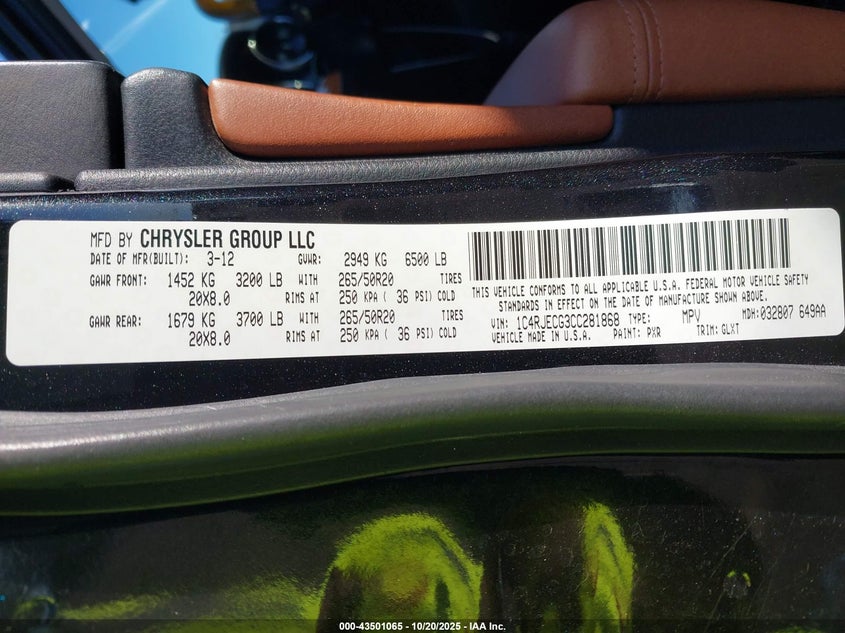 MFD BY CHRYSLER GROUP LLC
DATE OF MFR(BUILT): 3-12 GVWR: 2949 KG 6500 LB
GAWR FRONT: 1452 KG 3200 LB WITH 265/50R20 TIRES
20X8.0 RIMS AT 250 KPA ( 36 PSI) COLD
GAWR REAR: 1679 KG 3700 LB WITH 265/50R20 TIRES
20X8.0 RIMS AT 250 KPA ( 36 PSI) COLD
THIS VEHICLE CONFORMS TO ALL APPLICABLE U.S.A. FEDERAL MOTOR VEHICLE SAFETY
STANDARDS IN EFFECT ON THE DATE OF MANUFACTURE SHOWN ABOVE.
VIN: 1C4RJECG3CC281868 TYPE: MPV MDH: 032807 649AA
VEHICLE MADE IN U.S.A. PAINT: PXR TRIM: GLXT
000-43501065 - 10/20/2025 - IAA Inc.